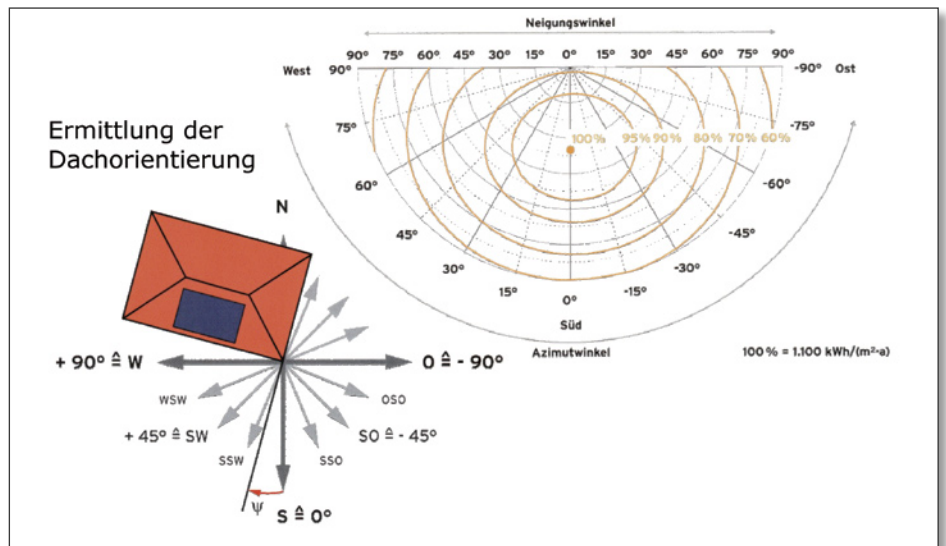 Neigungswinkel
90° 75° 60° 45° 30° 15° 0° 15° 30° 45° 60° 75° 90°
West 90° -90° Ost
Ermittlung der
Dachorientierung
75° 100% 95% 90% 80% 70% 60% -75°
60° -60°
45° -45°
30° -30°
15° 0° -15°
Süd
Azimutwinkel
100 % = 1.100 kWh/(m²·a)
N
+ 90° ≙ W O ≙ - 90°
WSW OSO
+ 45° ≙ SW SO ≙ - 45°
SSW SSO
Ψ S ≙ 0°